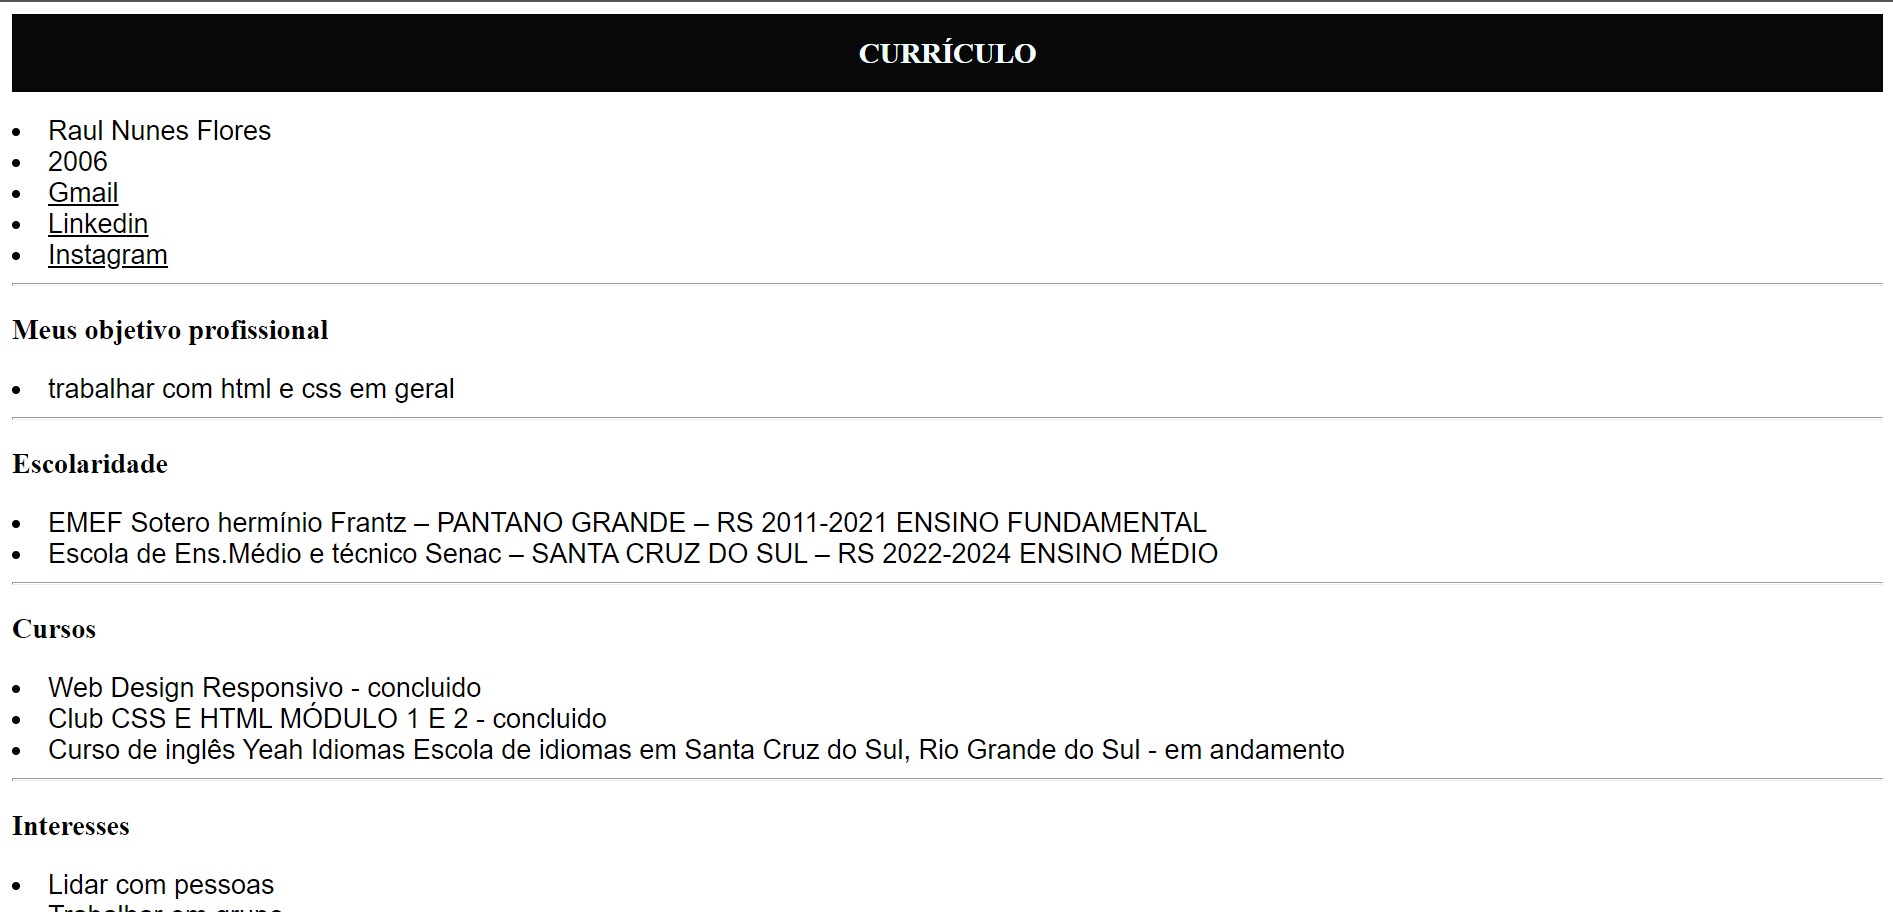 CURRÍCULO
Raul Nunes Flores
2006
Gmail
Linkedin
Instagram
Meus objetivo profissional
trabalhar com html e css em geral
Escolaridade
EMEF Sotero hermínio Frantz – PANTANO GRANDE – RS 2011-2021 ENSINO FUNDAMENTAL
Escola de Ens.Médio e técnico Senac – SANTA CRUZ DO SUL – RS 2022-2024 ENSINO MÉDIO
Cursos
Web Design Responsivo - concluido
Club CSS E HTML MÓDULO 1 E 2 - concluido
Curso de inglês Yeah Idiomas Escola de idiomas em Santa Cruz do Sul, Rio Grande do Sul - em andamento
Interesses
Lidar com pessoas
Trabalhar em grupo